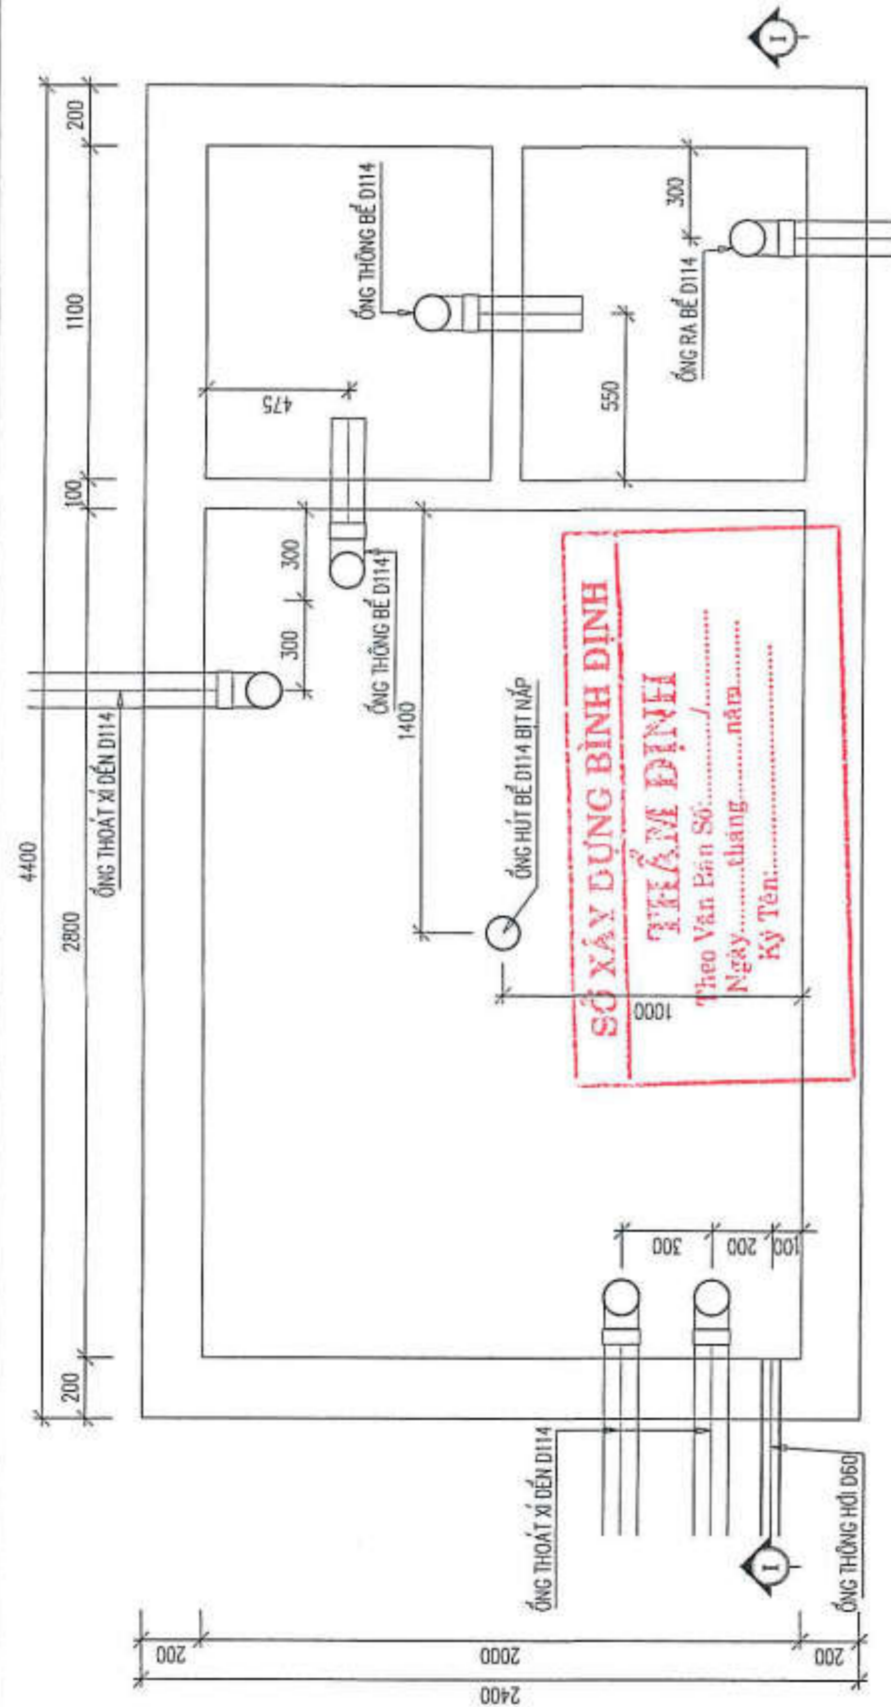 4400
200
2800
100
1100
200
2400
200
2000
200
ỐNG THOÁT XÍ ĐẾN D114
300
300
475
ỐNG THÔNG BỂ D114
ỐNG THÔNG BỂ D114
1400
ỐNG HÚT BỂ D114 BỊT NẮP
1000
550
300
ỐNG RA BỂ D114
ỐNG THOÁT XÍ ĐẾN D114
300
200
100
ỐNG THÔNG HƠI D60
I
I
SỞ XÂY DỰNG BÌNH ĐỊNH
THẨM ĐỊNH
Theo Văn Bản Số:............/..............
Ngày.........tháng.........năm.........
Ký Tên:..............................